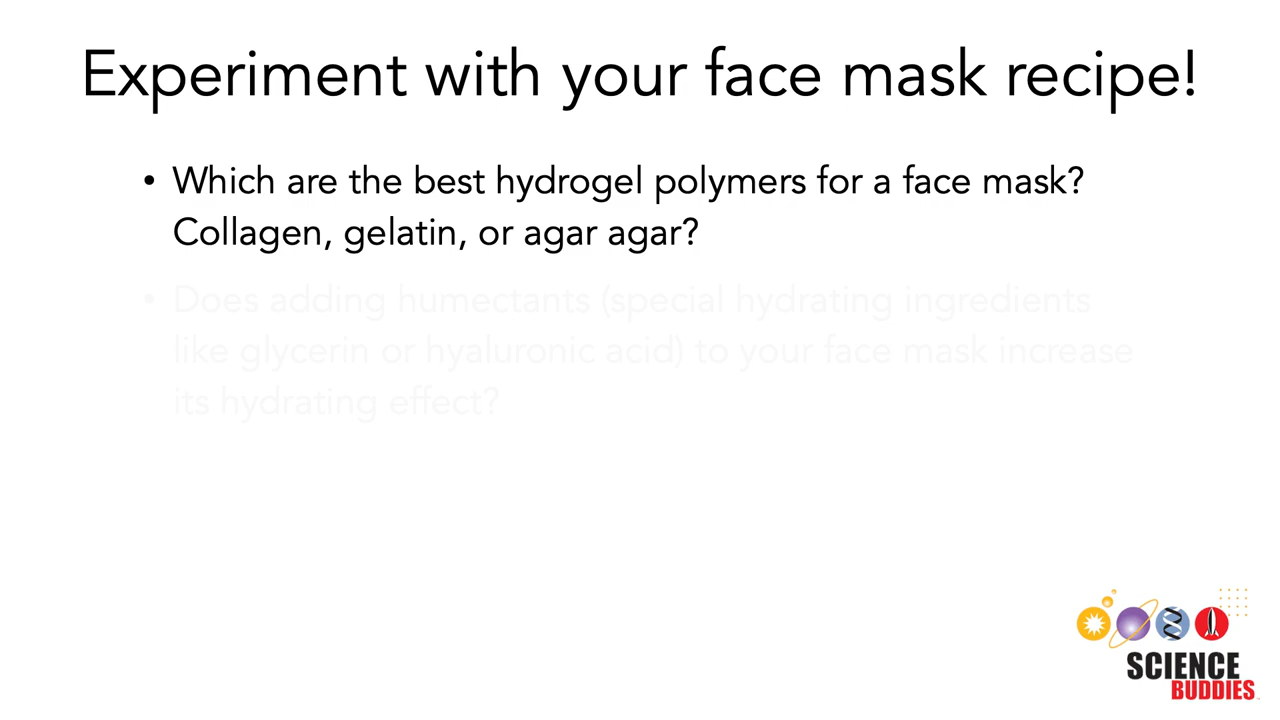 Experiment with your face mask recipe!
• Which are the best hydrogel polymers for a face mask?
Collagen, gelatin, or agar agar?
• Does adding humectants (special hydrating ingredients
like glycerin or hyaluronic acid) to your face mask increase
its hydrating effect?
SCIENCE
BUDDIES